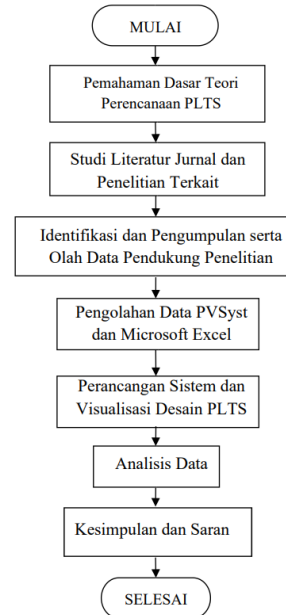 MULAI
Pemahaman Dasar Teori
Perencanaan PLTS
Studi Literatur Jurnal dan
Penelitian Terkait
Identifikasi dan Pengumpulan serta
Olah Data Pendukung Penelitian
Pengolahan Data PVSyst
dan Microsoft Excel
Perancangan Sistem dan
Visualisasi Desain PLTS
Analisis Data
Kesimpulan dan Saran
SELESAI